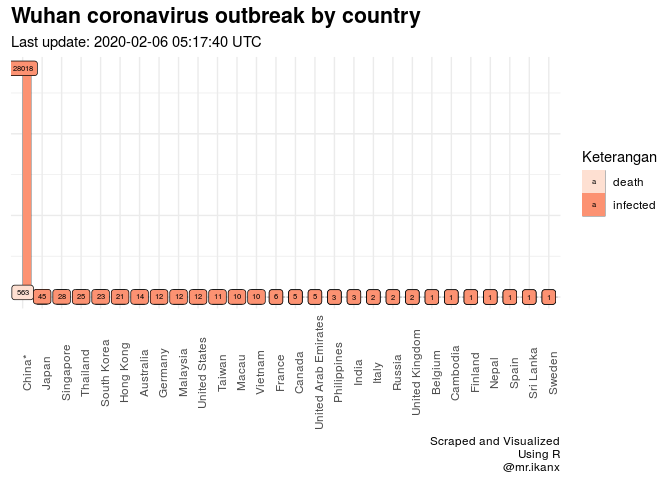 Wuhan coronavirus outbreak by country
Last update: 2020-02-06 05:17:40 UTC
28018
563
45
28
25
23
21
14
12
12
12
11
10
10
6
5
5
3
3
2
2
2
1
1
1
1
1
1
1
China*
Japan
Singapore
Thailand
South Korea
Hong Kong
Australia
Germany
Malaysia
United States
Taiwan
Macau
Vietnam
France
Canada
United Arab Emirates
Philippines
India
Italy
Russia
United Kingdom
Belgium
Cambodia
Finland
Nepal
Spain
Sri Lanka
Sweden
Keterangan
a death
a infected
Scraped and Visualized
Using R
@mr.ikanx